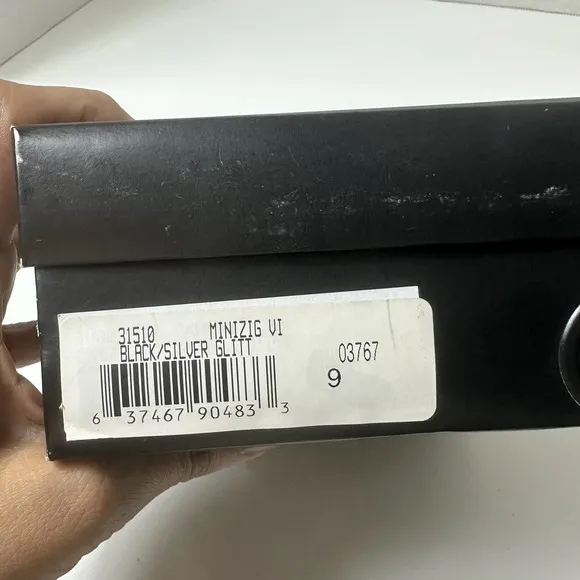 31510 MINIZIG VI
BLACK/SILVER GLITT
03767
9
6 37467 90483 3